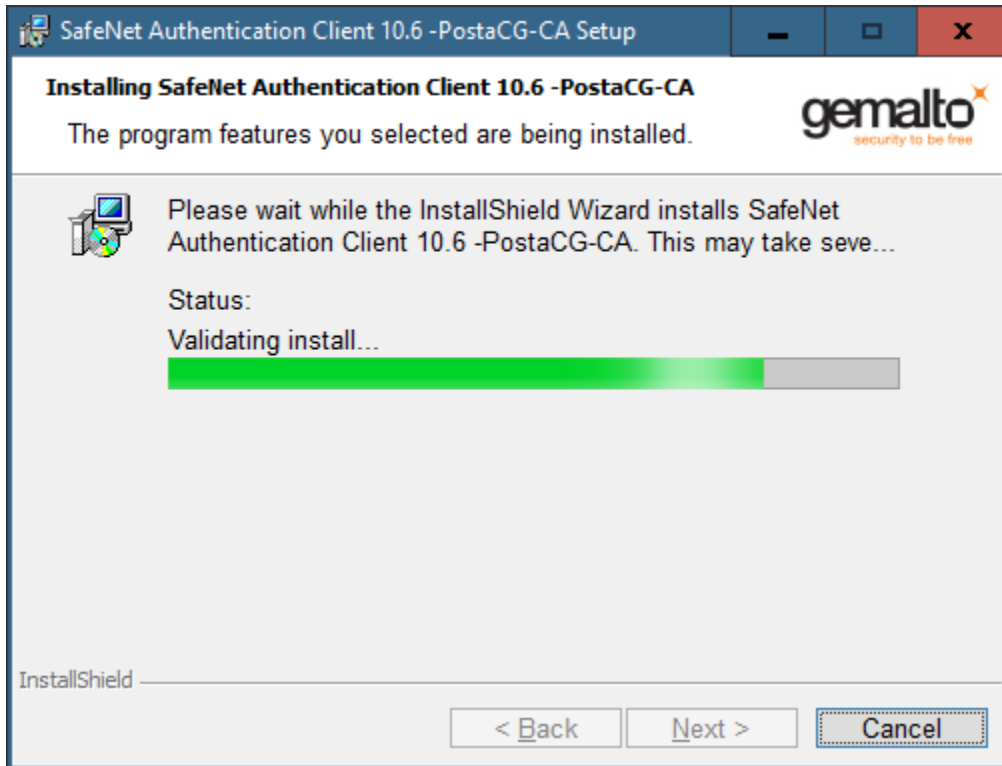 SafeNet Authentication Client 10.6 -PostaCG-CA Setup
Installing SafeNet Authentication Client 10.6 -PostaCG-CA
The program features you selected are being installed.
gemalto
security to be free
Please wait while the InstallShield Wizard installs SafeNet
Authentication Client 10.6 -PostaCG-CA. This may take seve...
Status:
Validating install...
InstallShield
< Back
Next >
Cancel